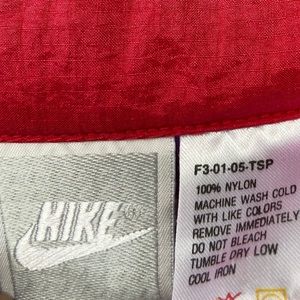 NIKE
F3-01-05-TSP
100% NYLON
MACHINE WASH COLD
WITH LIKE COLORS
REMOVE IMMEDIATELY
DO NOT BLEACH
TUMBLE DRY LOW
COOL IRON